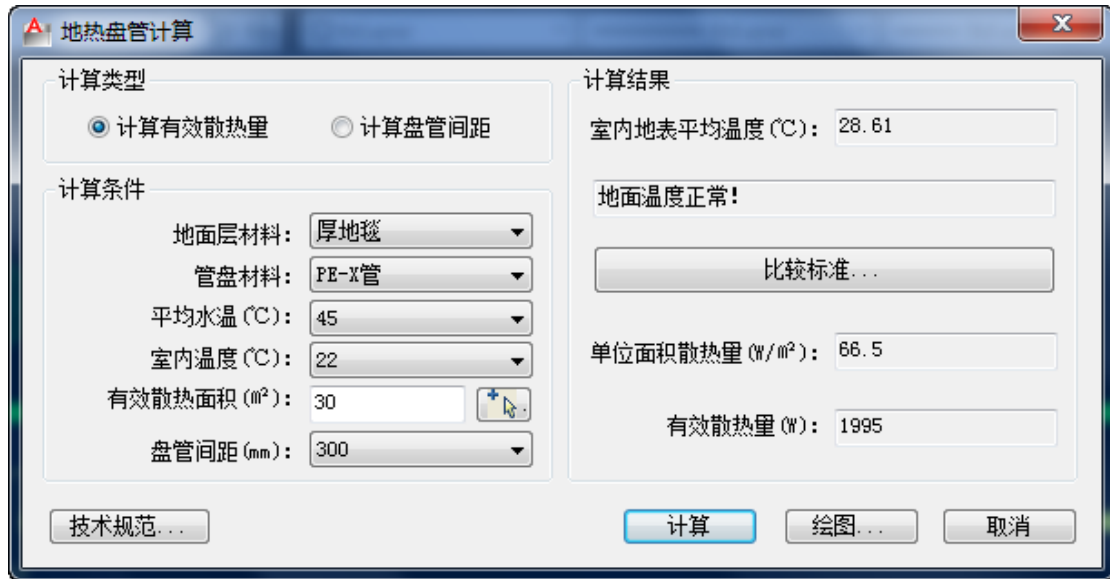 地热盘管计算
计算类型
计算有效散热量
计算盘管间距
计算条件
地面层材料: 厚地毯
管盘材料: PE-X管
平均水温(℃): 45
室内温度(℃): 22
有效散热面积(m²): 30
盘管间距(mm): 300
计算结果
室内地表平均温度(℃): 28.61
地面温度正常!
比较标准...
单位面积散热量(W/m²): 66.5
有效散热量(W): 1995
技术规范...
计算
绘图...
取消